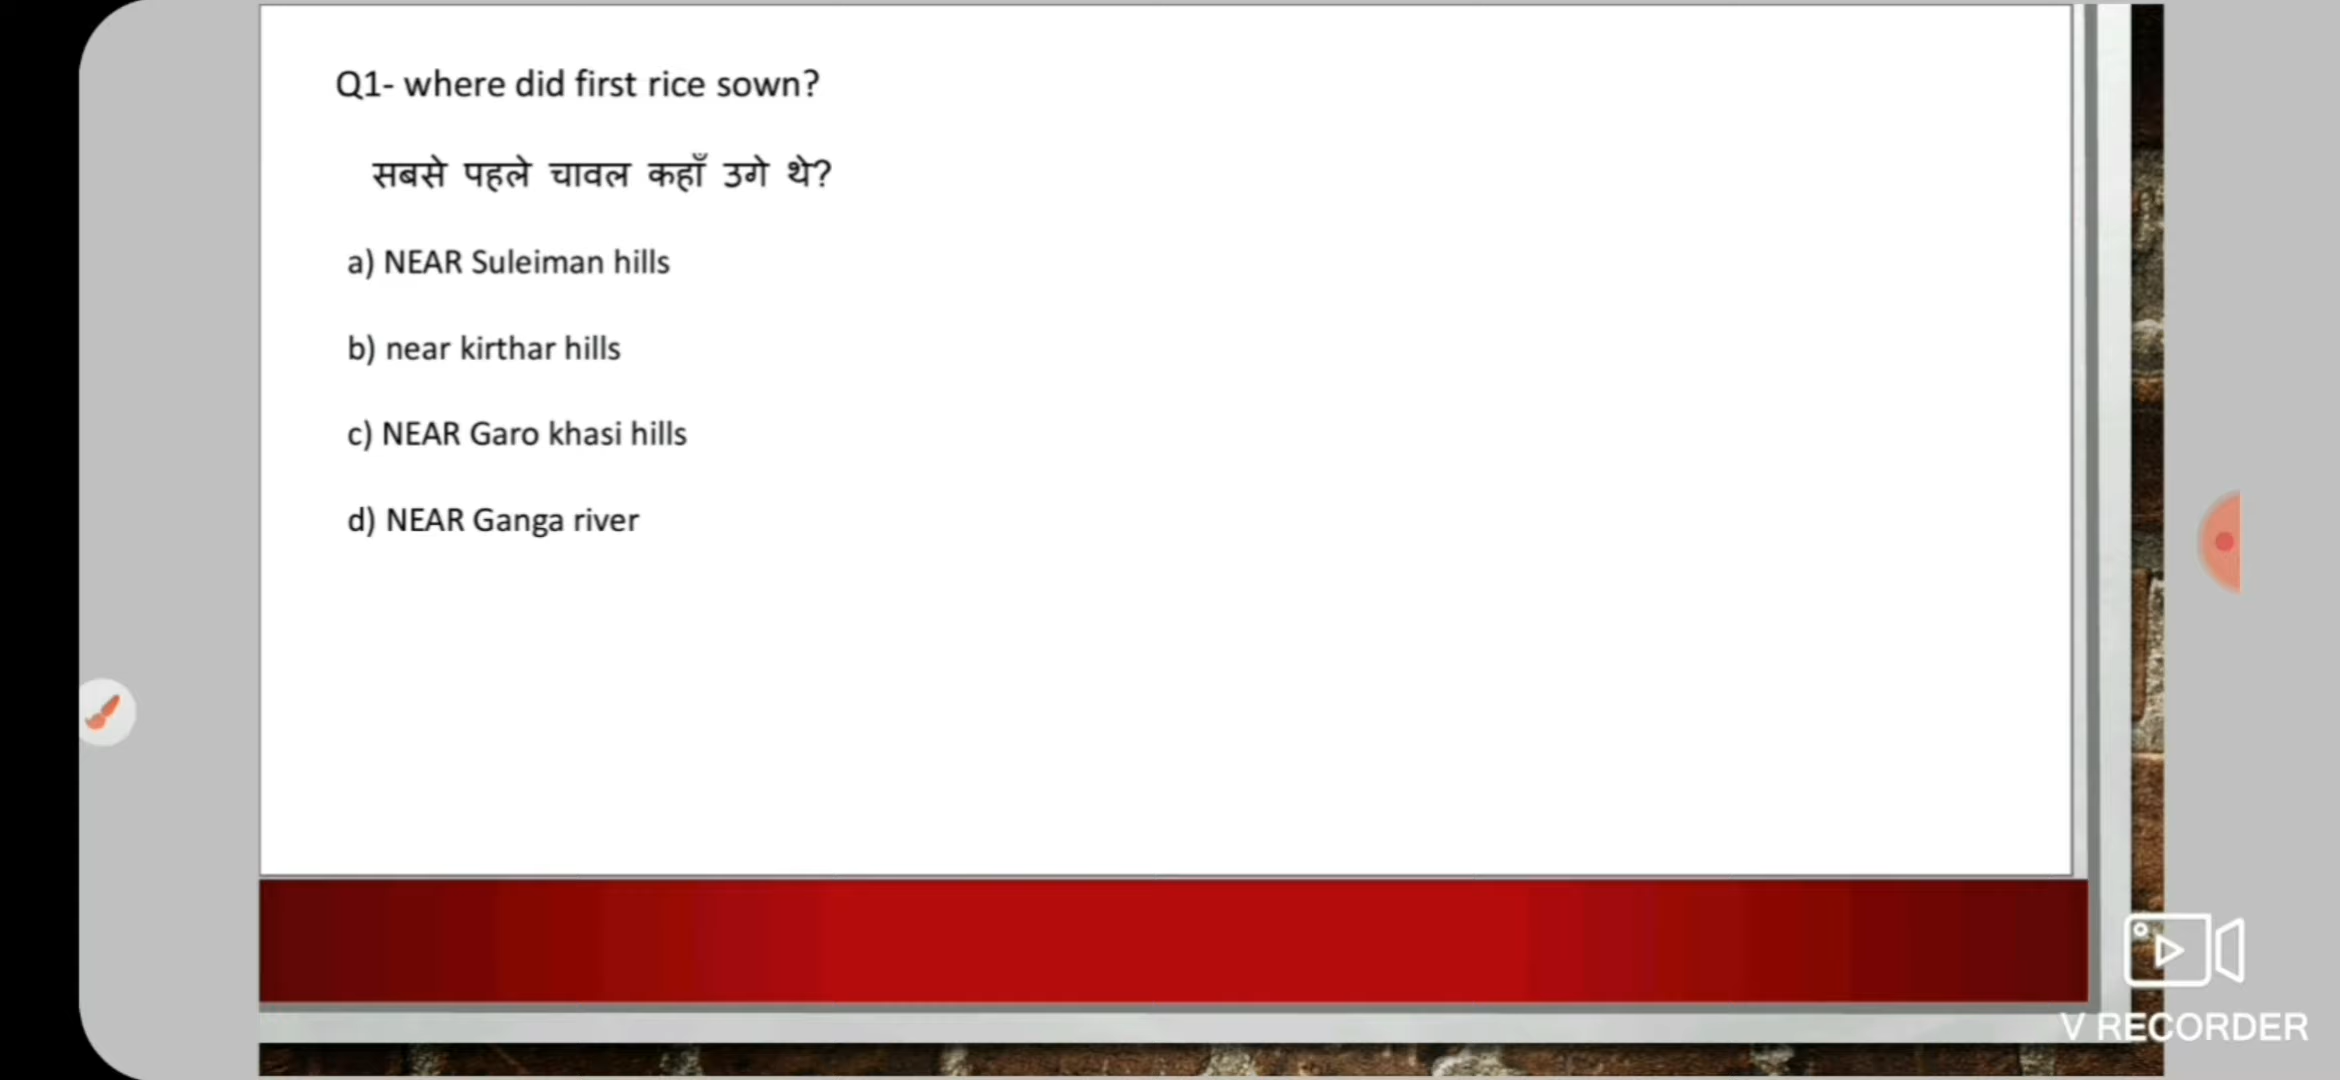 Q1- where did first rice sown?
सबसे पहले चावल कहाँ उगे थे?
a) NEAR Suleiman hills
b) near kirthar hills
c) NEAR Garo khasi hills
d) NEAR Ganga river
V RECORDER